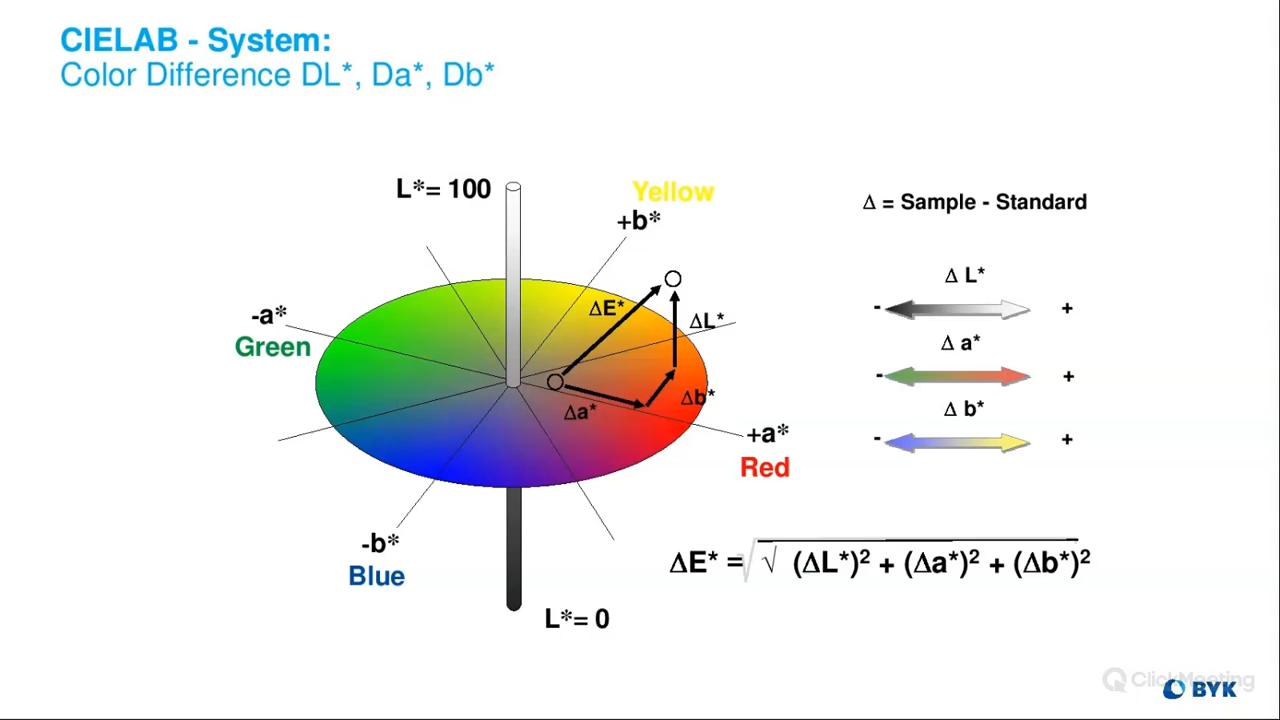 CIELAB - System:
Color Difference DL*, Da*, Db*
L*= 100
Yellow
+b*
Δ = Sample - Standard
Δ L*
- +
-a*
Green
ΔE*
ΔL*
Δ a*
- +
Δa*
Δb*
Δ b*
- +
+a*
Red
-b*
Blue
ΔE* = √ (ΔL*)² + (Δa*)² + (Δb*)²
L*= 0
ClickMeeting
BYK